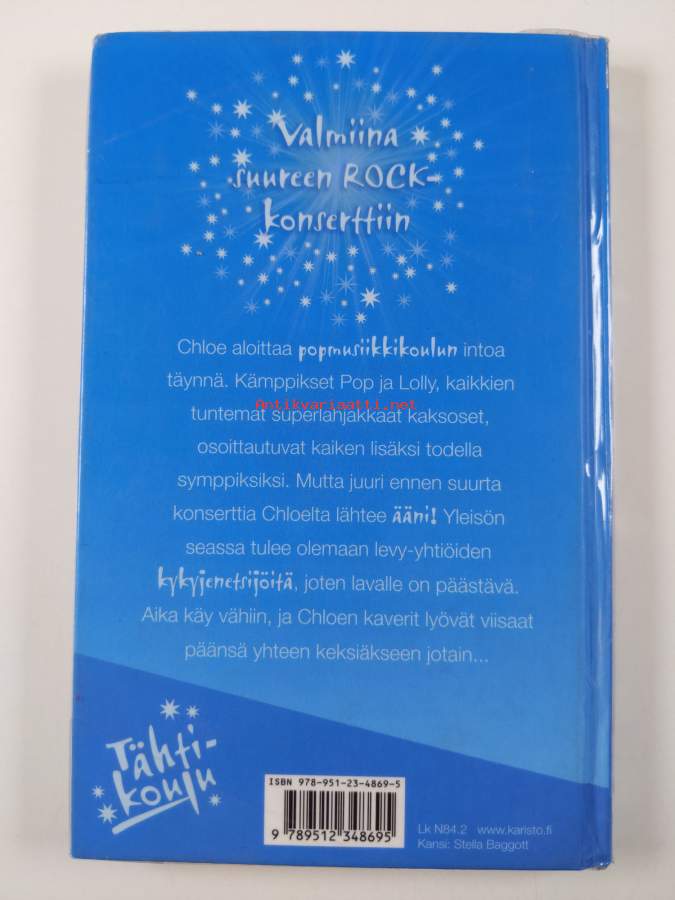 Valmiina
suureen ROCK-
konserttiin
Chloe aloittaa popmusiikkikoulun intoa
täynnä. Kämppikset Pop ja Lolly, kaikkien
Antikvariaatti.net
tuntemat superlahjakkaat kaksoset,
osoittautuvat kaiken lisäksi todella
symppiksiksi. Mutta juuri ennen suurta
konserttia Chloelta lähtee ääni! Yleisön
seassa tulee olemaan levy-yhtiöiden
kykyjenetsijöitä, joten lavalle on päästävä.
Aika käy vähiin, ja Chloen kaverit lyövät viisaat
päänsä yhteen keksiäkseen jotain...
Tähti-
koulu
ISBN 978-951-23-4869-5
9 789512 348695
Lk N84.2 www.karisto.fi
Kansi: Stella Baggott